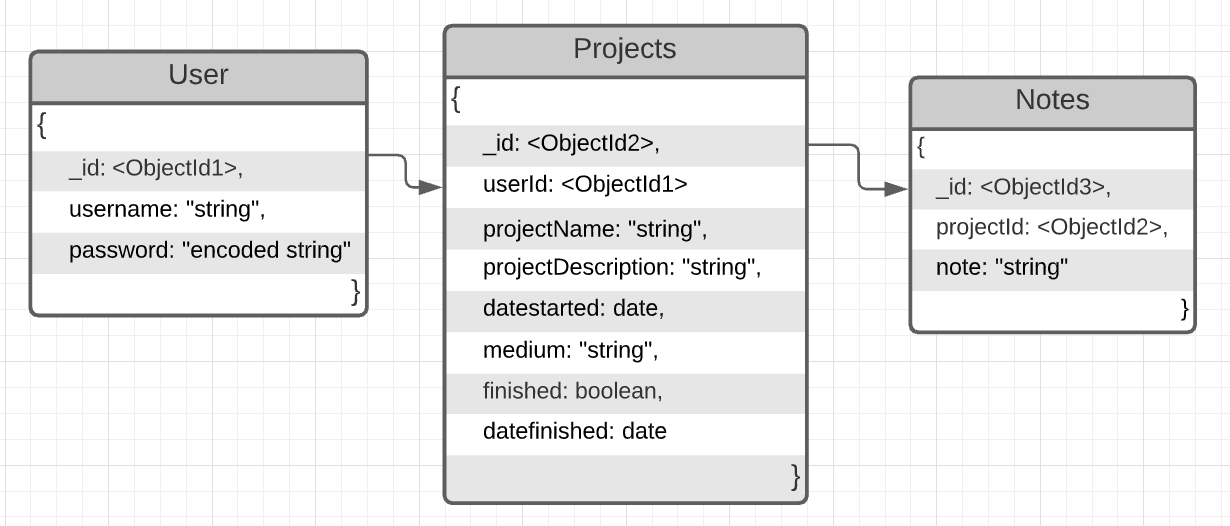 User
{
_id: <ObjectId1>,
username: "string",
password: "encoded string"
}
Projects
{
_id: <ObjectId2>,
userId: <ObjectId1>
projectName: "string",
projectDescription: "string",
datestarted: date,
medium: "string",
finished: boolean,
datefinished: date
}
Notes
{
_id: <ObjectId3>,
projectId: <ObjectId2>,
note: "string"
}